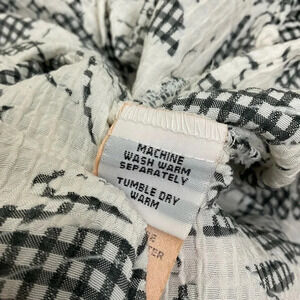 MACHINE
WASH WARM
SEPARATELY
TUMBLE DRY
WARM